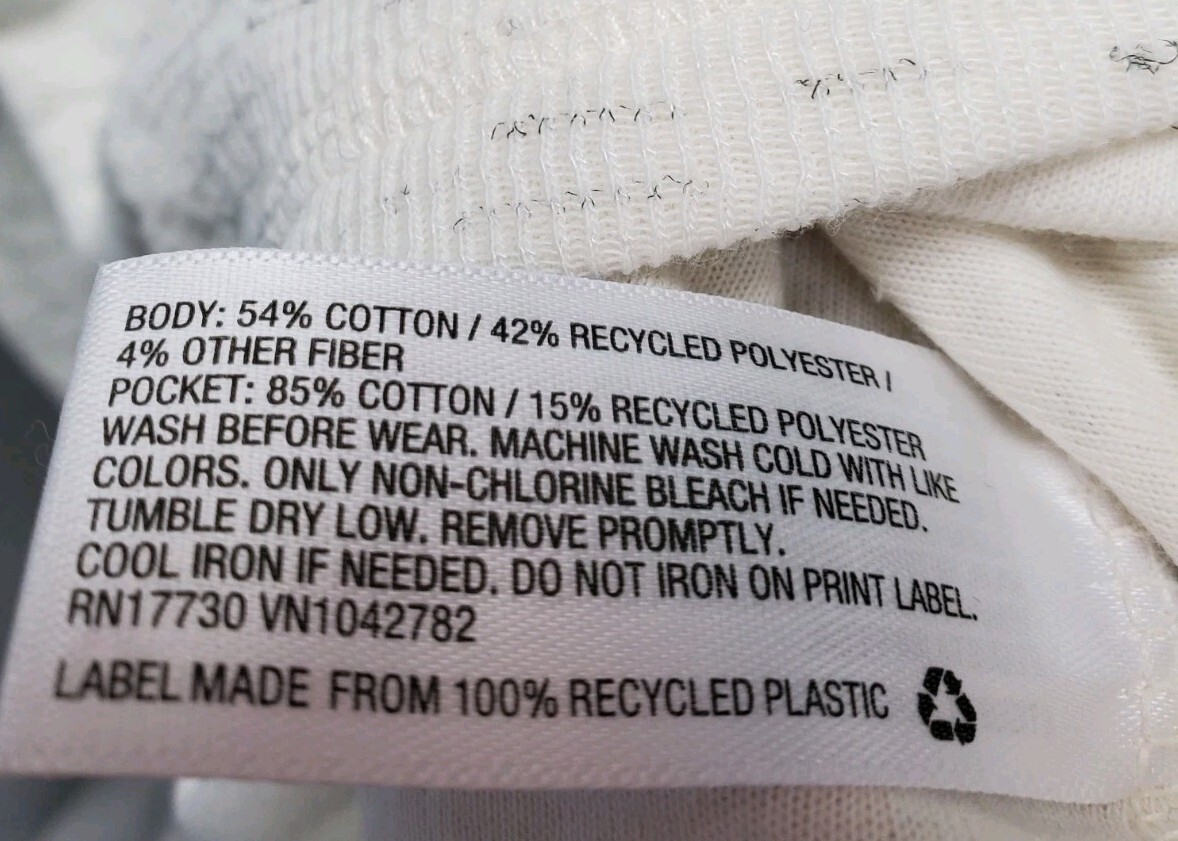 BODY: 54% COTTON / 42% RECYCLED POLYESTER /
4% OTHER FIBER
POCKET: 85% COTTON / 15% RECYCLED POLYESTER
WASH BEFORE WEAR. MACHINE WASH COLD WITH LIKE
COLORS. ONLY NON-CHLORINE BLEACH IF NEEDED.
TUMBLE DRY LOW. REMOVE PROMPTLY.
COOL IRON IF NEEDED. DO NOT IRON ON PRINT LABEL.
RN17730 VN1042782
LABEL MADE FROM 100% RECYCLED PLASTIC